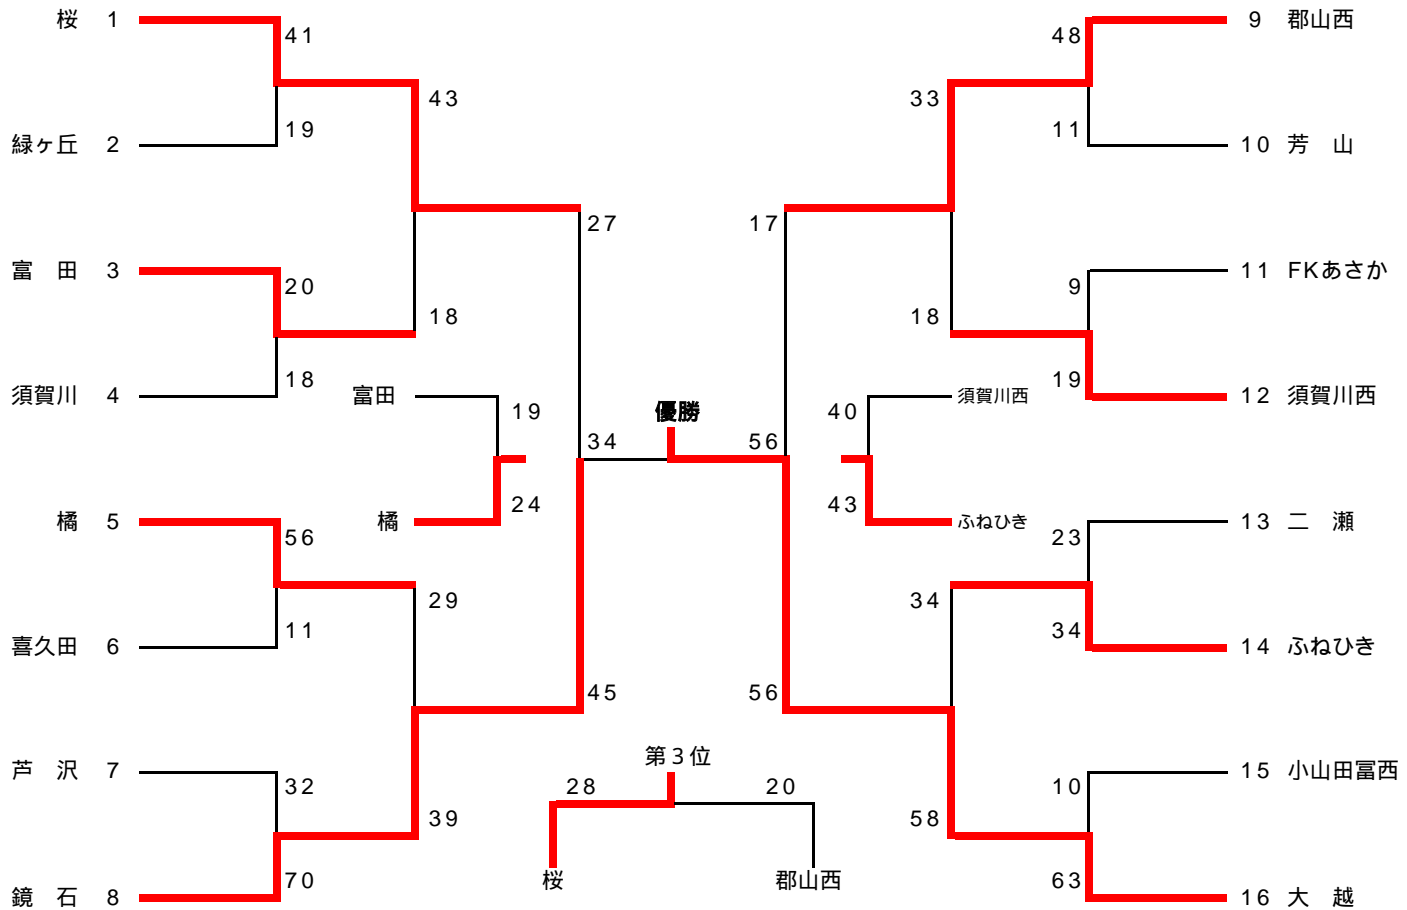 桜 1
41
43
19
緑ヶ丘 2
27
富　田 3
20
18
18
須賀川 4
富田
19
34
24
橘
橘 5
56
29
11
喜久田 6
45
芦　沢 7
32
39
70
鏡　石 8
優勝
56
第３位
28
20
桜
郡山西
48
9 郡山西
33
11
10 芳　山
17
9
11 FKあさか
18
19
12 須賀川西
40
須賀川西
43
ふねひき
23
13 二　瀬
34
34
14 ふねひき
56
10
15 小山田冨西
58
63
16 大　越